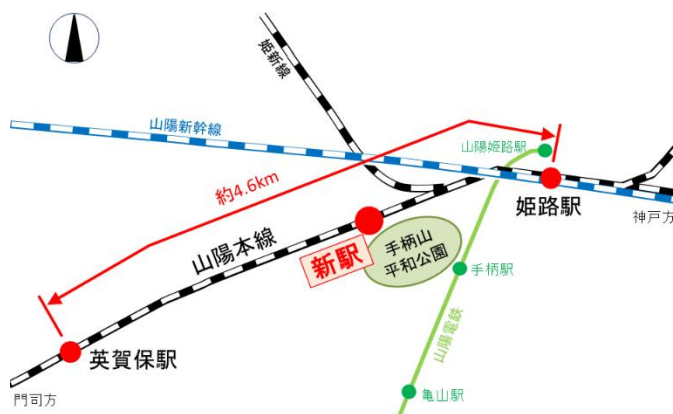 姫新線
山陽新幹線
山陽姫路駅
約4.6km
姫路駅
神戸方
山陽本線
新駅
手柄山
平和公園
手柄駅
山陽電鉄
英賀保駅
亀山駅
門司方